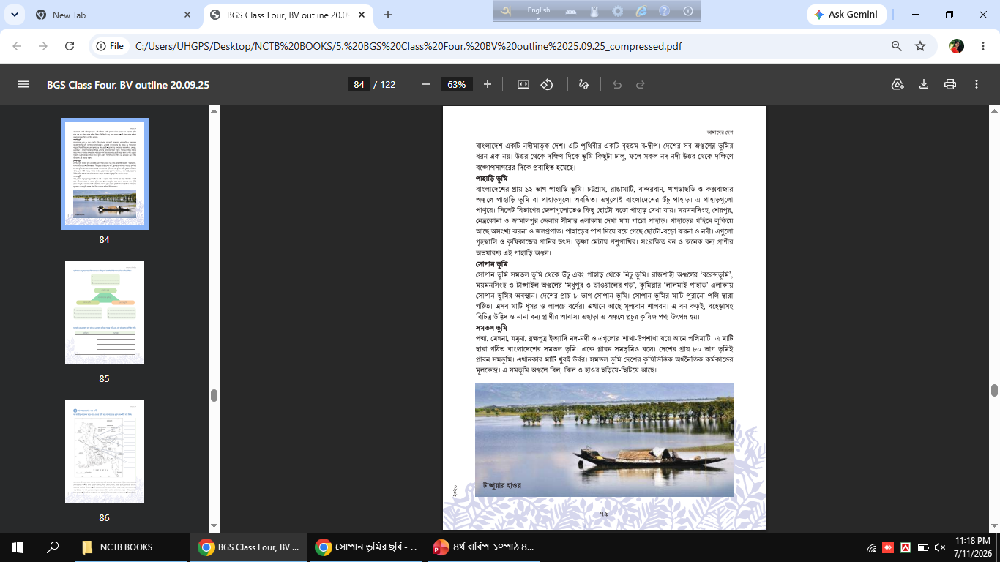 New Tab
BGS Class Four, BV outline 20.09
English
Ask Gemini
File
C:/Users/UHGPS/Desktop/NCTB%20BOOKS/5.%20BGS%20Class%20Four,%20BV%20outline%2025.09.25_compressed.pdf
BGS Class Four, BV outline 20.09.25
84 / 122
63%
84
85
86
আমাদের দেশ
বাংলাদেশ একটি নদীমাতৃক দেশ। এটি পৃথিবীর একটি বৃহত্তম ব-দ্বীপ। দেশের সব অঞ্চলের ভূমির
ধরন এক নয়। উত্তর থেকে দক্ষিণ দিকে ভূমি কিছুটা ঢালু, ফলে সকল নদ-নদী উত্তর থেকে দক্ষিণে
বঙ্গোপসাগরের দিকে প্রবাহিত হয়েছে।
পাহাড়ি ভূমি
বাংলাদেশের প্রায় ১২ ভাগ পাহাড়ি ভূমি। চট্টগ্রাম, রাঙামাটি, বান্দরবান, খাগড়াছড়ি ও কক্সবাজার
অঞ্চলে পাহাড়ি ভূমি বা পাহাড়গুলো অবস্থিত। এগুলোই বাংলাদেশের উঁচু পাহাড়। এ পাহাড়গুলো
পাথুরে। সিলেট বিভাগের জেলাগুলোতেও কিছু ছোটো-বড়ো পাহাড় দেখা যায়। ময়মনসিংহ, শেরপুর,
নেত্রকোনা ও জামালপুর জেলার সীমান্ত এলাকায় দেখা যায় গারো পাহাড়। পাহাড়ের গহিনে লুকিয়ে
আছে অসংখ্য ঝরনা ও জলপ্রপাত। পাহাড়ের পাশ দিয়ে বয়ে গেছে ছোটো-বড়ো ঝরনা ও নদী। এগুলো
গৃহস্থালি ও কৃষিকাজের পানির উৎস। তৃষ্ণা মেটায় পশুপাখির। সংরক্ষিত বন ও অনেক বন্য প্রাণীর
অভয়ারণ্য এই পাহাড়ি অঞ্চল।
সোপান ভূমি
সোপান ভূমি সমতল ভূমি থেকে উঁচু এবং পাহাড় থেকে নিচু ভূমি। রাজশাহী অঞ্চলের ‘বরেন্দ্রভূমি’,
ময়মনসিংহ ও টাঙ্গাইল অঞ্চলের ‘মধুপুর ও ভাওয়ালের গড়’, কুমিল্লার ‘লালমাই পাহাড়’ এলাকায়
সোপান ভূমির অবস্থান। দেশের প্রায় ৮ ভাগ সোপান ভূমি। সোপান ভূমির মাটি পুরানো পলি দ্বারা
গঠিত। এসব মাটি ধূসর ও লালচে বর্ণের। এখানে আছে মূল্যবান শালবন। এ বন কড়ই, বহেড়াসহ
বিচিত্র উদ্ভিদ ও নানা বন্য প্রাণীর আবাস। এছাড়া এ অঞ্চলে প্রচুর কৃষিজ পণ্য উৎপন্ন হয়।
সমতল ভূমি
পদ্মা, মেঘনা, যমুনা, ব্রহ্মপুত্র ইত্যাদি নদ-নদী ও এগুলোর শাখা-উপশাখা বয়ে আনে পলিমাটি। এ মাটি
দ্বারা গঠিত বাংলাদেশের সমতল ভূমি। একে প্লাবন সমভূমিও বলে। দেশের প্রায় ৮০ ভাগ ভূমিই
প্লাবন সমভূমি। এখানকার মাটি খুবই উর্বর। সমতল ভূমি দেশের কৃষিভিত্তিক অর্থনৈতিক কর্মকাণ্ডের
মূলকেন্দ্র। এ সমভূমি অঞ্চলে বিল, ঝিল ও হাওর ছড়িয়ে-ছিটিয়ে আছে।
টাঙ্গুয়ার হাওর
২০২৬
৭৯
NCTB BOOKS
BGS Class Four, BV ...
সোপান ভূমির ছবি - ...
৪র্থ বাবিপ ১০পাঠ ৪...
11:18 PM
7/11/2026